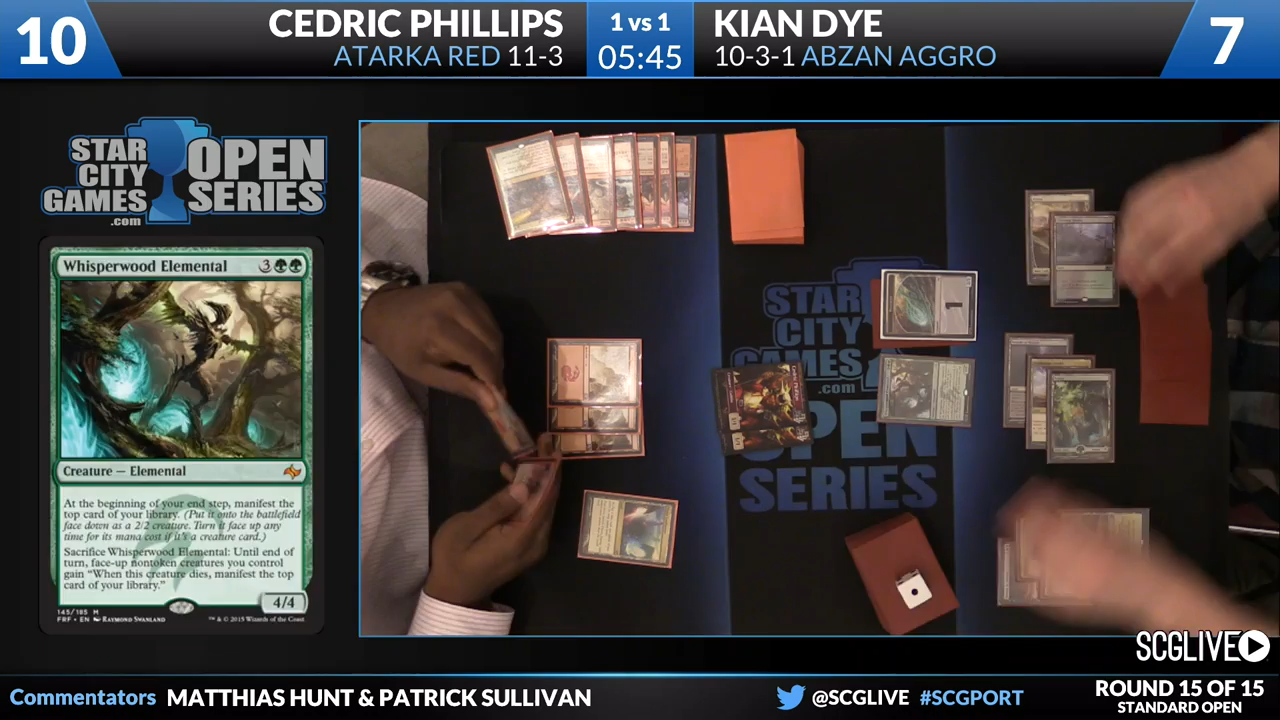 10
CEDRIC PHILLIPS
ATARKA RED 11-3
1 vs 1
05:45
KIAN DYE
10-3-1 ABZAN AGGRO
7
STAR
CITY
GAMES
.com
OPEN
SERIES
Whisperwood Elemental 3
Creature — Elemental
At the beginning of your end step, manifest the
top card of your library. (Put it onto the battlefield
face down as a 2/2 creature. Turn it face up any
time for its mana cost if it's a creature card.)
Sacrifice Whisperwood Elemental: Until end of
turn, face-up nontoken creatures you control
gain "When this creature dies, manifest the top
card of your library."
4/4
145/185 M
FRF • EN RAYMOND SWANLAND
™ & © 2015 Wizards of the Coast
STAR
CITY
GAMES
.com
OPEN
SERIES
1
SCGLIVE
Commentators MATTHIAS HUNT & PATRICK SULLIVAN
@SCGLIVE #SCGPORT
ROUND 15 OF 15
STANDARD OPEN